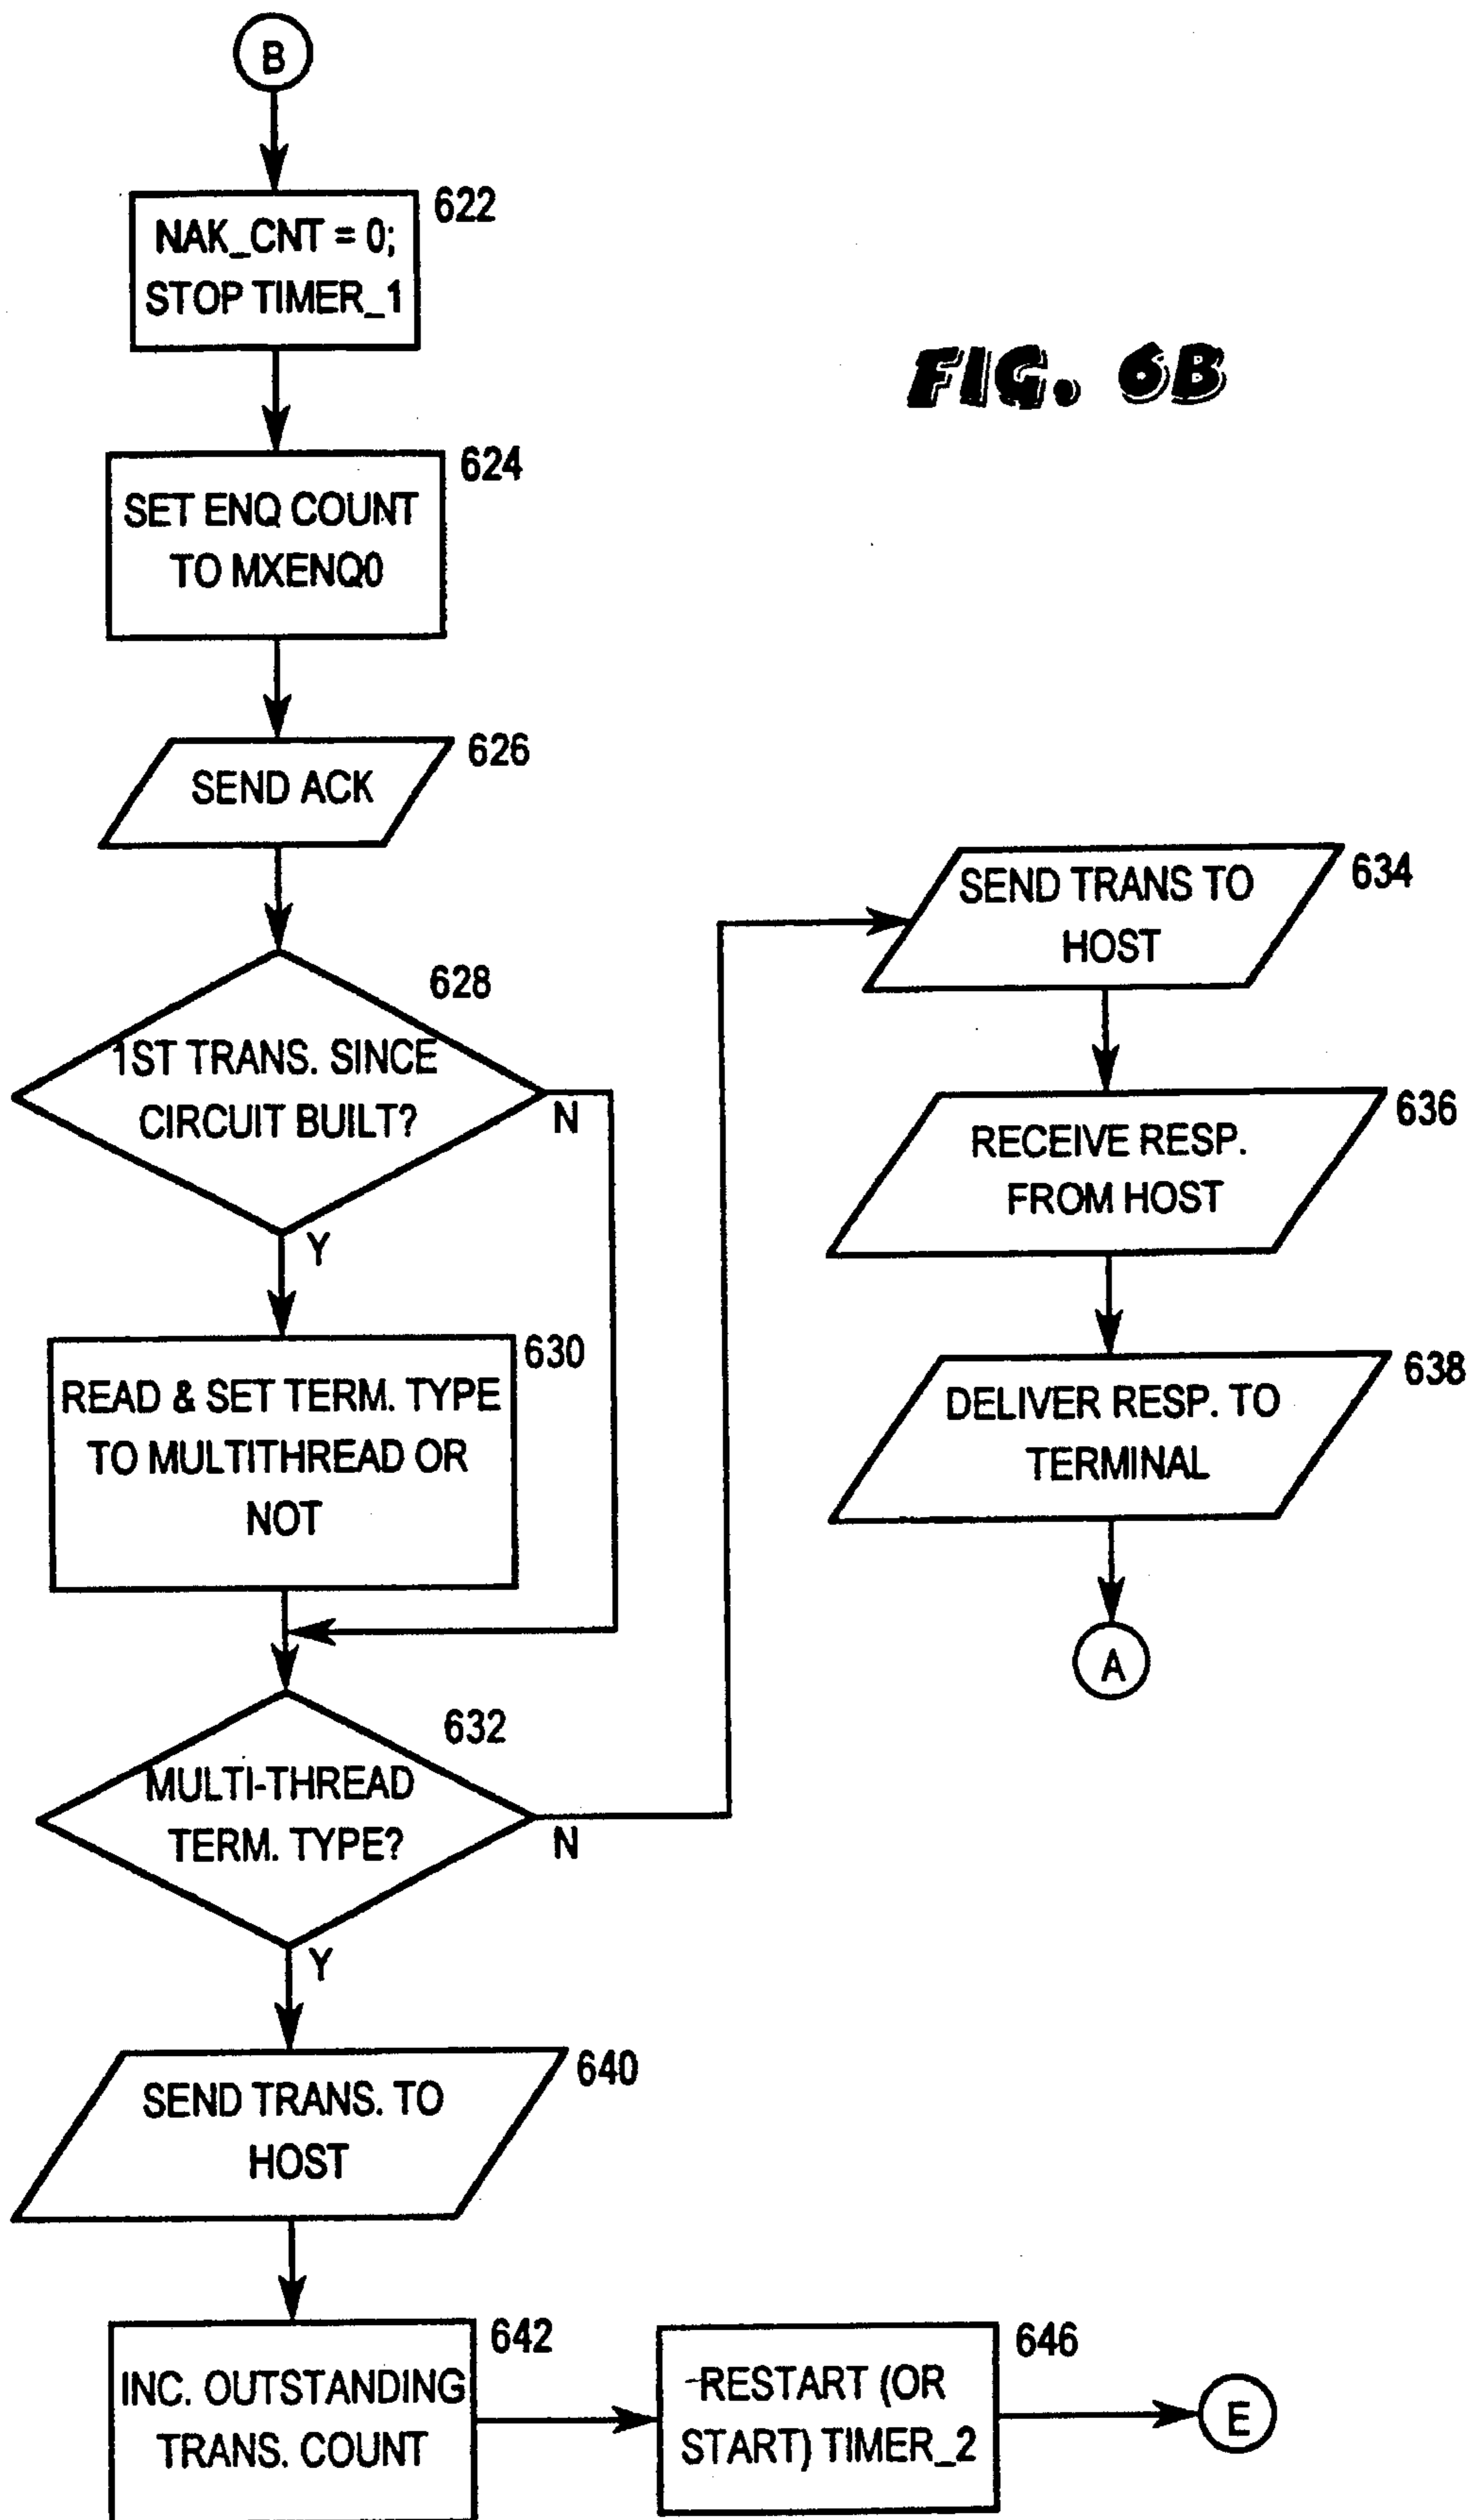 B
622
NAK_CNT = 0;
STOP TIMER_1
FIG. 6B
624
SET ENQ COUNT
TO MXENQ0
626
SEND ACK
628
1ST TRANS. SINCE
CIRCUIT BUILT?
N
Y
630
READ & SET TERM. TYPE
TO MULTITHREAD OR
NOT
632
MULTI-THREAD
TERM. TYPE?
N
Y
634
SEND TRANS TO
HOST
636
RECEIVE RESP.
FROM HOST
638
DELIVER RESP. TO
TERMINAL
A
640
SEND TRANS. TO
HOST
642
INC. OUTSTANDING
TRANS. COUNT
646
RESTART (OR
START) TIMER_2
E